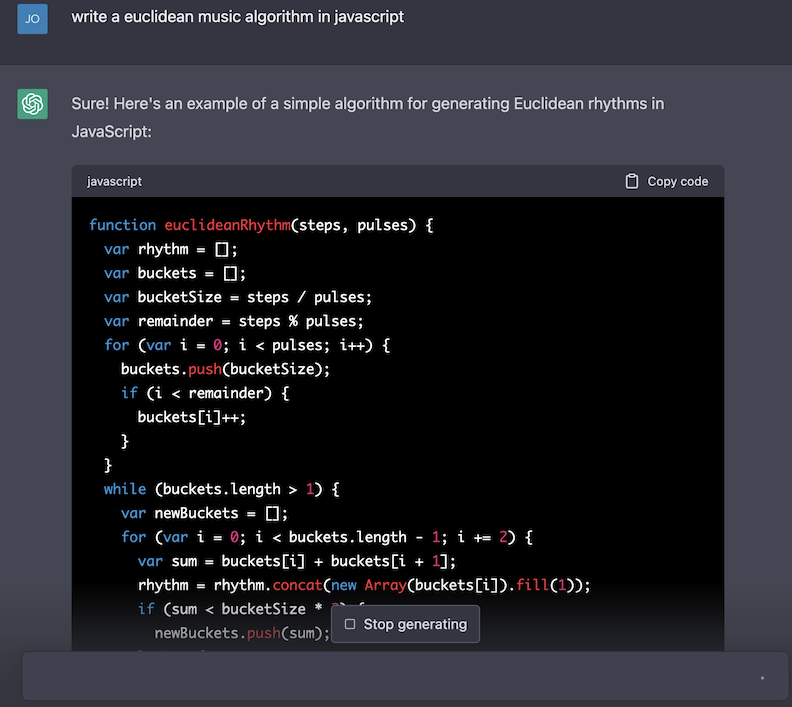 JO
write a euclidean music algorithm in javascript
Sure! Here's an example of a simple algorithm for generating Euclidean rhythms in
JavaScript:
javascript
Copy code
function euclideanRhythm(steps, pulses) {
  var rhythm = [];
  var buckets = [];
  var bucketSize = steps / pulses;
  var remainder = steps % pulses;
  for (var i = 0; i < pulses; i++) {
    buckets.push(bucketSize);
    if (i < remainder) {
      buckets[i]++;
    }
  }
  while (buckets.length > 1) {
    var newBuckets = [];
    for (var i = 0; i < buckets.length - 1; i += 2) {
      var sum = buckets[i] + buckets[i + 1];
      rhythm = rhythm.concat(new Array(buckets[i]).fill(1));
      if (sum < bucketSize *
        newBuckets.push(sum);
Stop generating